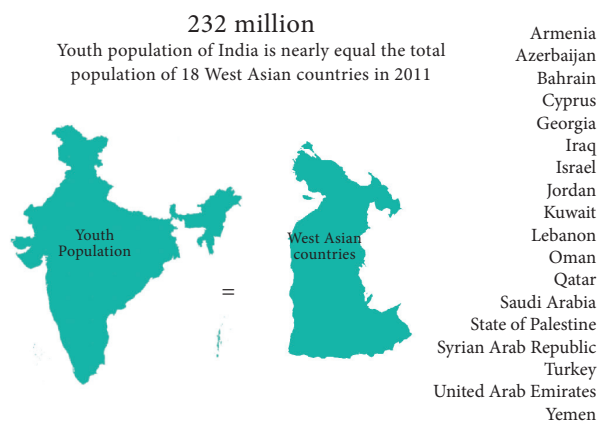 232 million
Youth population of India is nearly equal the total
population of 18 West Asian countries in 2011
Youth
Population
=
West Asian
countries
Armenia
Azerbaijan
Bahrain
Cyprus
Georgia
Iraq
Israel
Jordan
Kuwait
Lebanon
Oman
Qatar
Saudi Arabia
State of Palestine
Syrian Arab Republic
Turkey
United Arab Emirates
Yemen